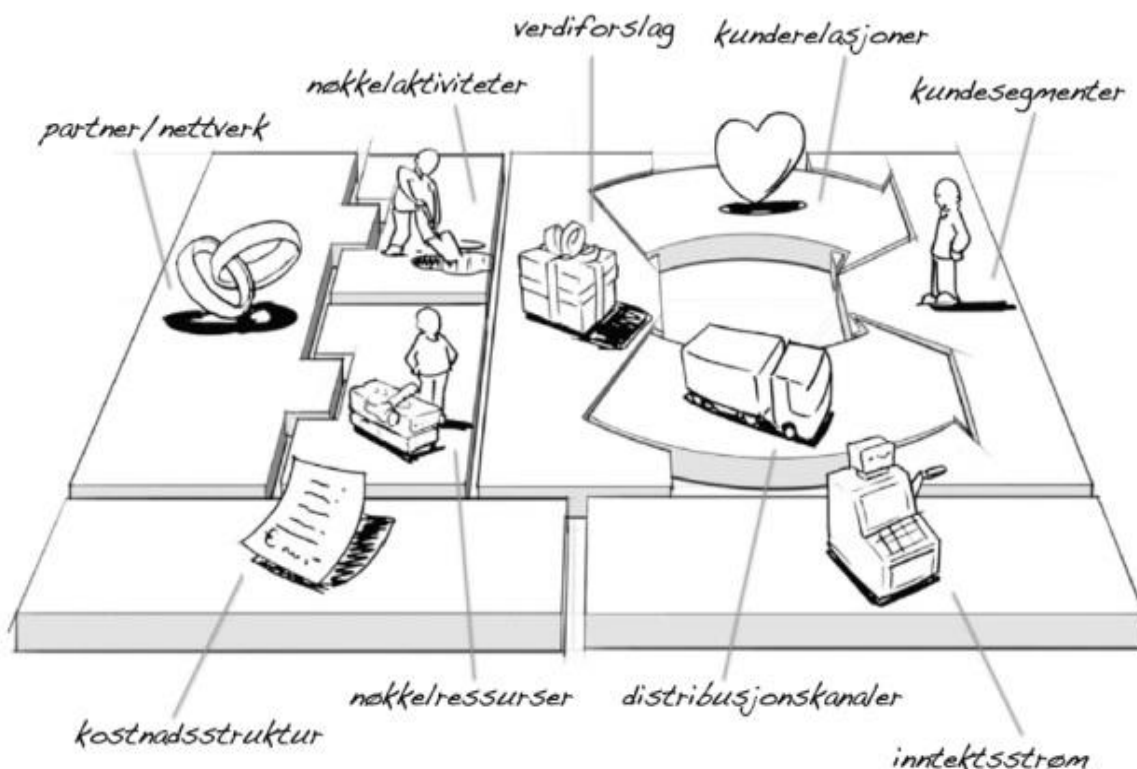 verdiforslag
kunderelasjoner
nøkkelaktiviteter
kundesegmenter
partner/nettverk
nøkkelressurser
distribusjonskanaler
kostnadsstruktur
inntektsstrøm